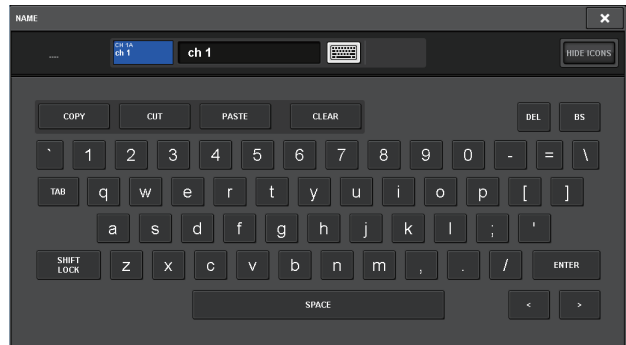 NAME ×
---- CH 1A
ch 1 ch 1 HIDE ICONS
COPY CUT PASTE CLEAR DEL BS
` 1 2 3 4 5 6 7 8 9 0 - = \
TAB q w e r t y u i o p [ ]
a s d f g h j k l ; '
SHIFT LOCK z x c v b n m , . / ENTER
SPACE < >